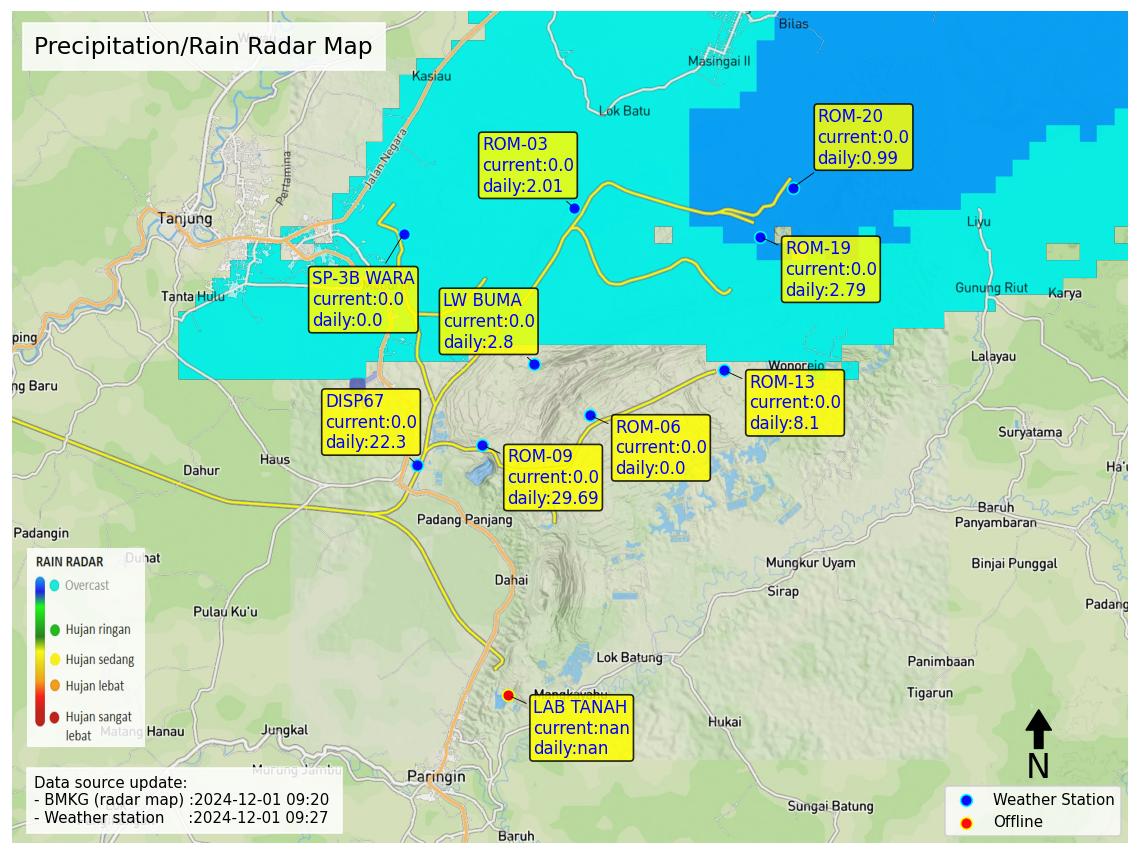 Precipitation/Rain Radar Map
Bilas
Masingai II
Kasiau
Lok Batu
Jalan Negara
Pertamina
Tanjung
Tanta Hulu
Liyu
Gunung Riut
Karya
Lalayau
Wonorejo
Suryatama
ROM-20
current:0.0
daily:0.99
ROM-03
current:0.0
daily:2.01
ROM-19
current:0.0
daily:2.79
SP-3B WARA
current:0.0
daily:0.0
LW BUMA
current:0.0
daily:2.8
ROM-13
current:0.0
daily:8.1
DISP67
current:0.0
daily:22.3
ROM-06
current:0.0
daily:0.0
ROM-09
current:0.0
daily:29.69
ping
ng Baru
Haus
Dahur
Padang Panjang
Padangin
Duhat
Dahai
Pulau Ku'u
Baruh
Panyambaran
Ha'u
Mungkur Uyam
Binjai Punggal
Sirap
Padang
Lok Batung
Panimbaan
Tigarun
Hukai
Mangkayahu
LAB TANAH
current:nan
daily:nan
RAIN RADAR
Overcast
Hujan ringan
Hujan sedang
Hujan lebat
Hujan sangat
lebat
Matang Hanau
Jungkal
Murung Jambu
Paringin
Sungai Batung
Baruh
Data source update:
- BMKG (radar map) :2024-12-01 09:20
- Weather station :2024-12-01 09:27
N
Weather Station
Offline